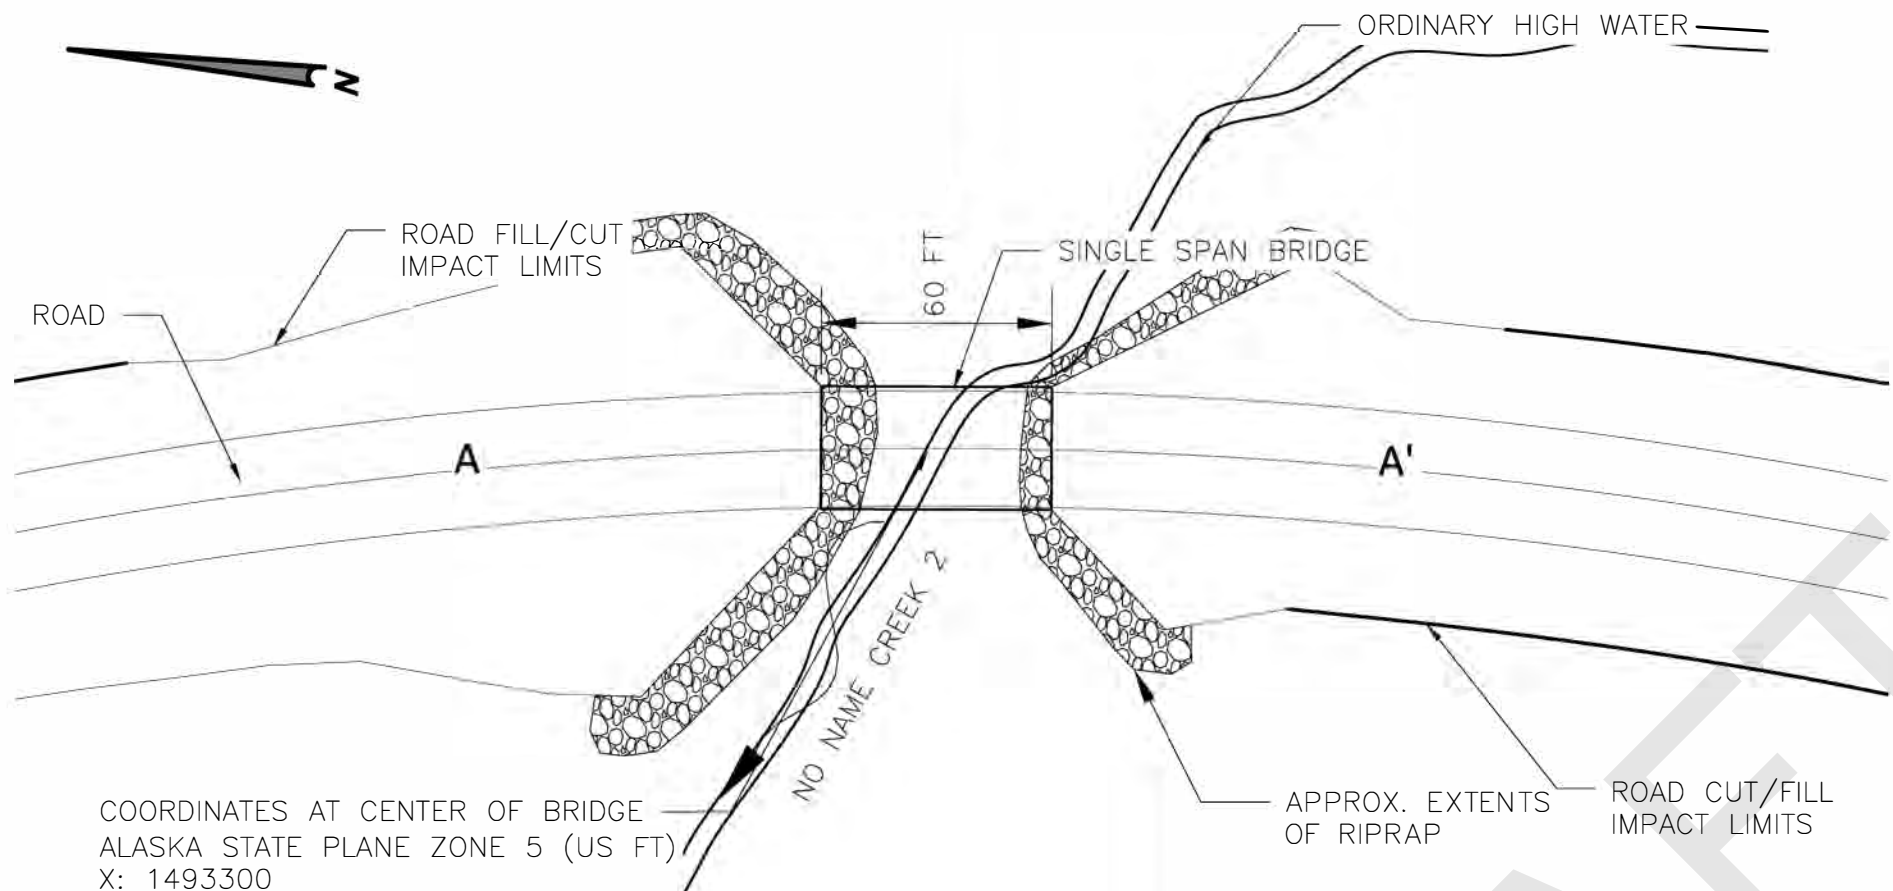 ORDINARY HIGH WATER
N
ROAD FILL/CUT
IMPACT LIMITS
60 FT
SINGLE SPAN BRIDGE
ROAD
A
A'
NO NAME CREEK 2
COORDINATES AT CENTER OF BRIDGE
ALASKA STATE PLANE ZONE 5 (US FT)
X: 1493300
APPROX. EXTENTS
OF RIPRAP
ROAD CUT/FILL
IMPACT LIMITS